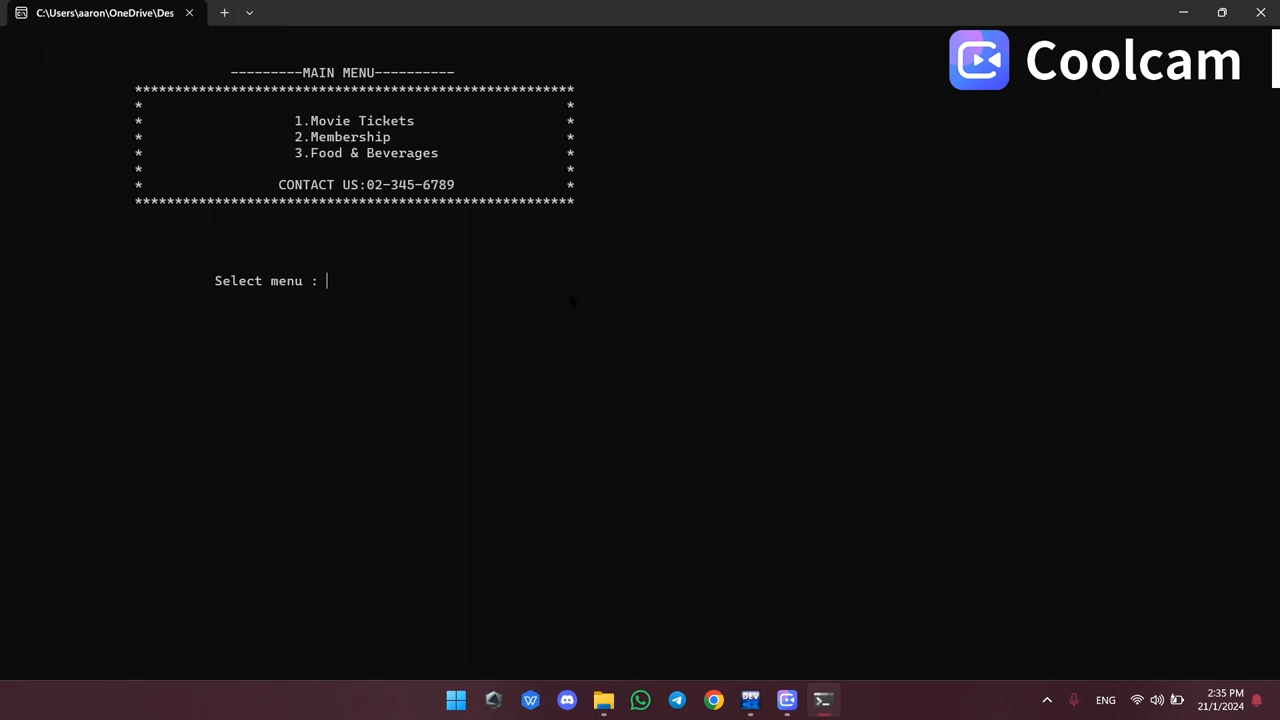 C:\Users\aaron\OneDrive\Des
Coolcam
---------MAIN MENU----------
*******************************************************
* *
* 1.Movie Tickets *
* 2.Membership *
* 3.Food & Beverages *
* *
* CONTACT US:02-345-6789 *
*******************************************************
Select menu :
DEV
ENG
2:35 PM
21/1/2024